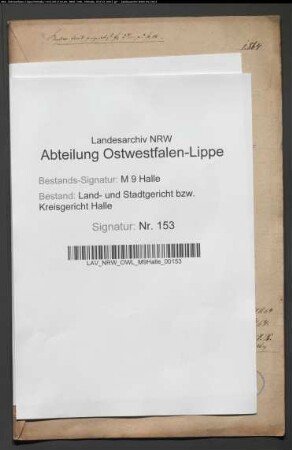 Landesarchiv NRW
Abteilung Ostwestfalen-Lippe
Bestands-Signatur: M 9 Halle
Bestand: Land- und Stadtgericht bzw.
Kreisgericht Halle
Signatur: Nr. 153
LAV_NRW_OWL_M9Halle_00153